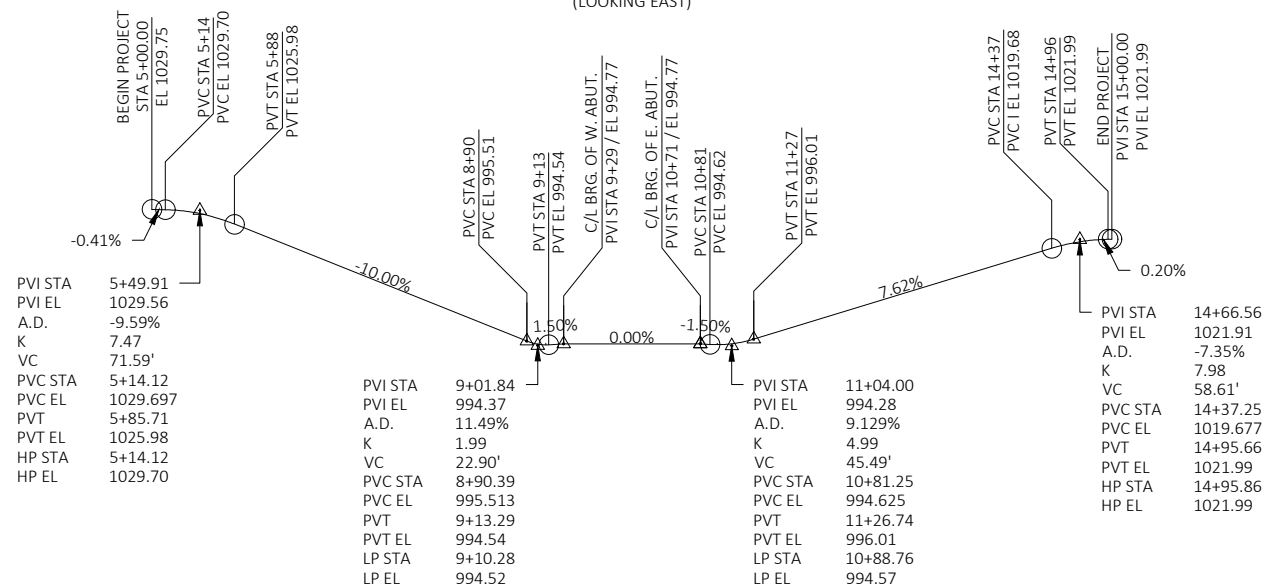 (LOOKING EAST)
BEGIN PROJECT
STA 5+00.00
EL 1029.75
PVC STA 5+14
PVC EL 1029.70
PVT STA 5+88
PVT EL 1025.98
PVC STA 8+90
PVC EL 995.51
PVT STA 9+13
PVT EL 994.54
C/L BRG. OF W. ABUT.
PVI STA 9+29 / EL 994.77
C/L BRG. OF E. ABUT.
PVI STA 10+71 / EL 994.77
PVC STA 10+81
PVC EL 994.62
PVT STA 11+27
PVT EL 996.01
PVC STA 14+37
PVC I EL 1019.68
PVT STA 14+96
PVT EL 1021.99
END PROJECT
PVI STA 15+00.00
PVI EL 1021.99
-0.41%
-10.00%
1.50%
0.00%
-1.50%
7.62%
0.20%
PVI STA 5+49.91
PVI EL 1029.56
A.D. -9.59%
K 7.47
VC 71.59'
PVC STA 5+14.12
PVC EL 1029.697
PVT 5+85.71
PVT EL 1025.98
HP STA 5+14.12
HP EL 1029.70
PVI STA 9+01.84
PVI EL 994.37
A.D. 11.49%
K 1.99
VC 22.90'
PVC STA 8+90.39
PVC EL 995.513
PVT 9+13.29
PVT EL 994.54
LP STA 9+10.28
LP EL 994.52
PVI STA 11+04.00
PVI EL 994.28
A.D. 9.129%
K 4.99
VC 45.49'
PVC STA 10+81.25
PVC EL 994.625
PVT 11+26.74
PVT EL 996.01
LP STA 10+88.76
LP EL 994.57
PVI STA 14+66.56
PVI EL 1021.91
A.D. -7.35%
K 7.98
VC 58.61'
PVC STA 14+37.25
PVC EL 1019.677
PVT 14+95.66
PVT EL 1021.99
HP STA 14+95.86
HP EL 1021.99